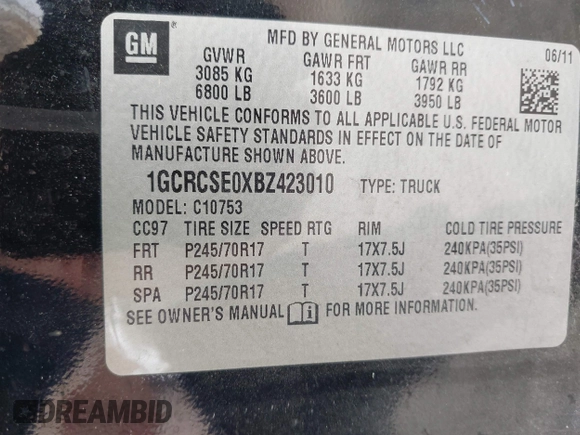 GM
MFD BY GENERAL MOTORS LLC
06/11
GVWR GAWR FRT GAWR RR
3085 KG 1633 KG 1792 KG
6800 LB 3600 LB 3950 LB
THIS VEHICLE CONFORMS TO ALL APPLICABLE U.S. FEDERAL MOTOR
VEHICLE SAFETY STANDARDS IN EFFECT ON THE DATE OF
MANUFACTURE SHOWN ABOVE.
1GCRCSE0XBZ423010 TYPE: TRUCK
MODEL: C10753
CC97 TIRE SIZE SPEED RTG RIM COLD TIRE PRESSURE
FRT P245/70R17 T 17X7.5J 240KPA(35PSI)
RR P245/70R17 T 17X7.5J 240KPA(35PSI)
SPA P245/70R17 T 17X7.5J 240KPA(35PSI)
SEE OWNER'S MANUAL FOR MORE INFORMATION.
DREAMBID